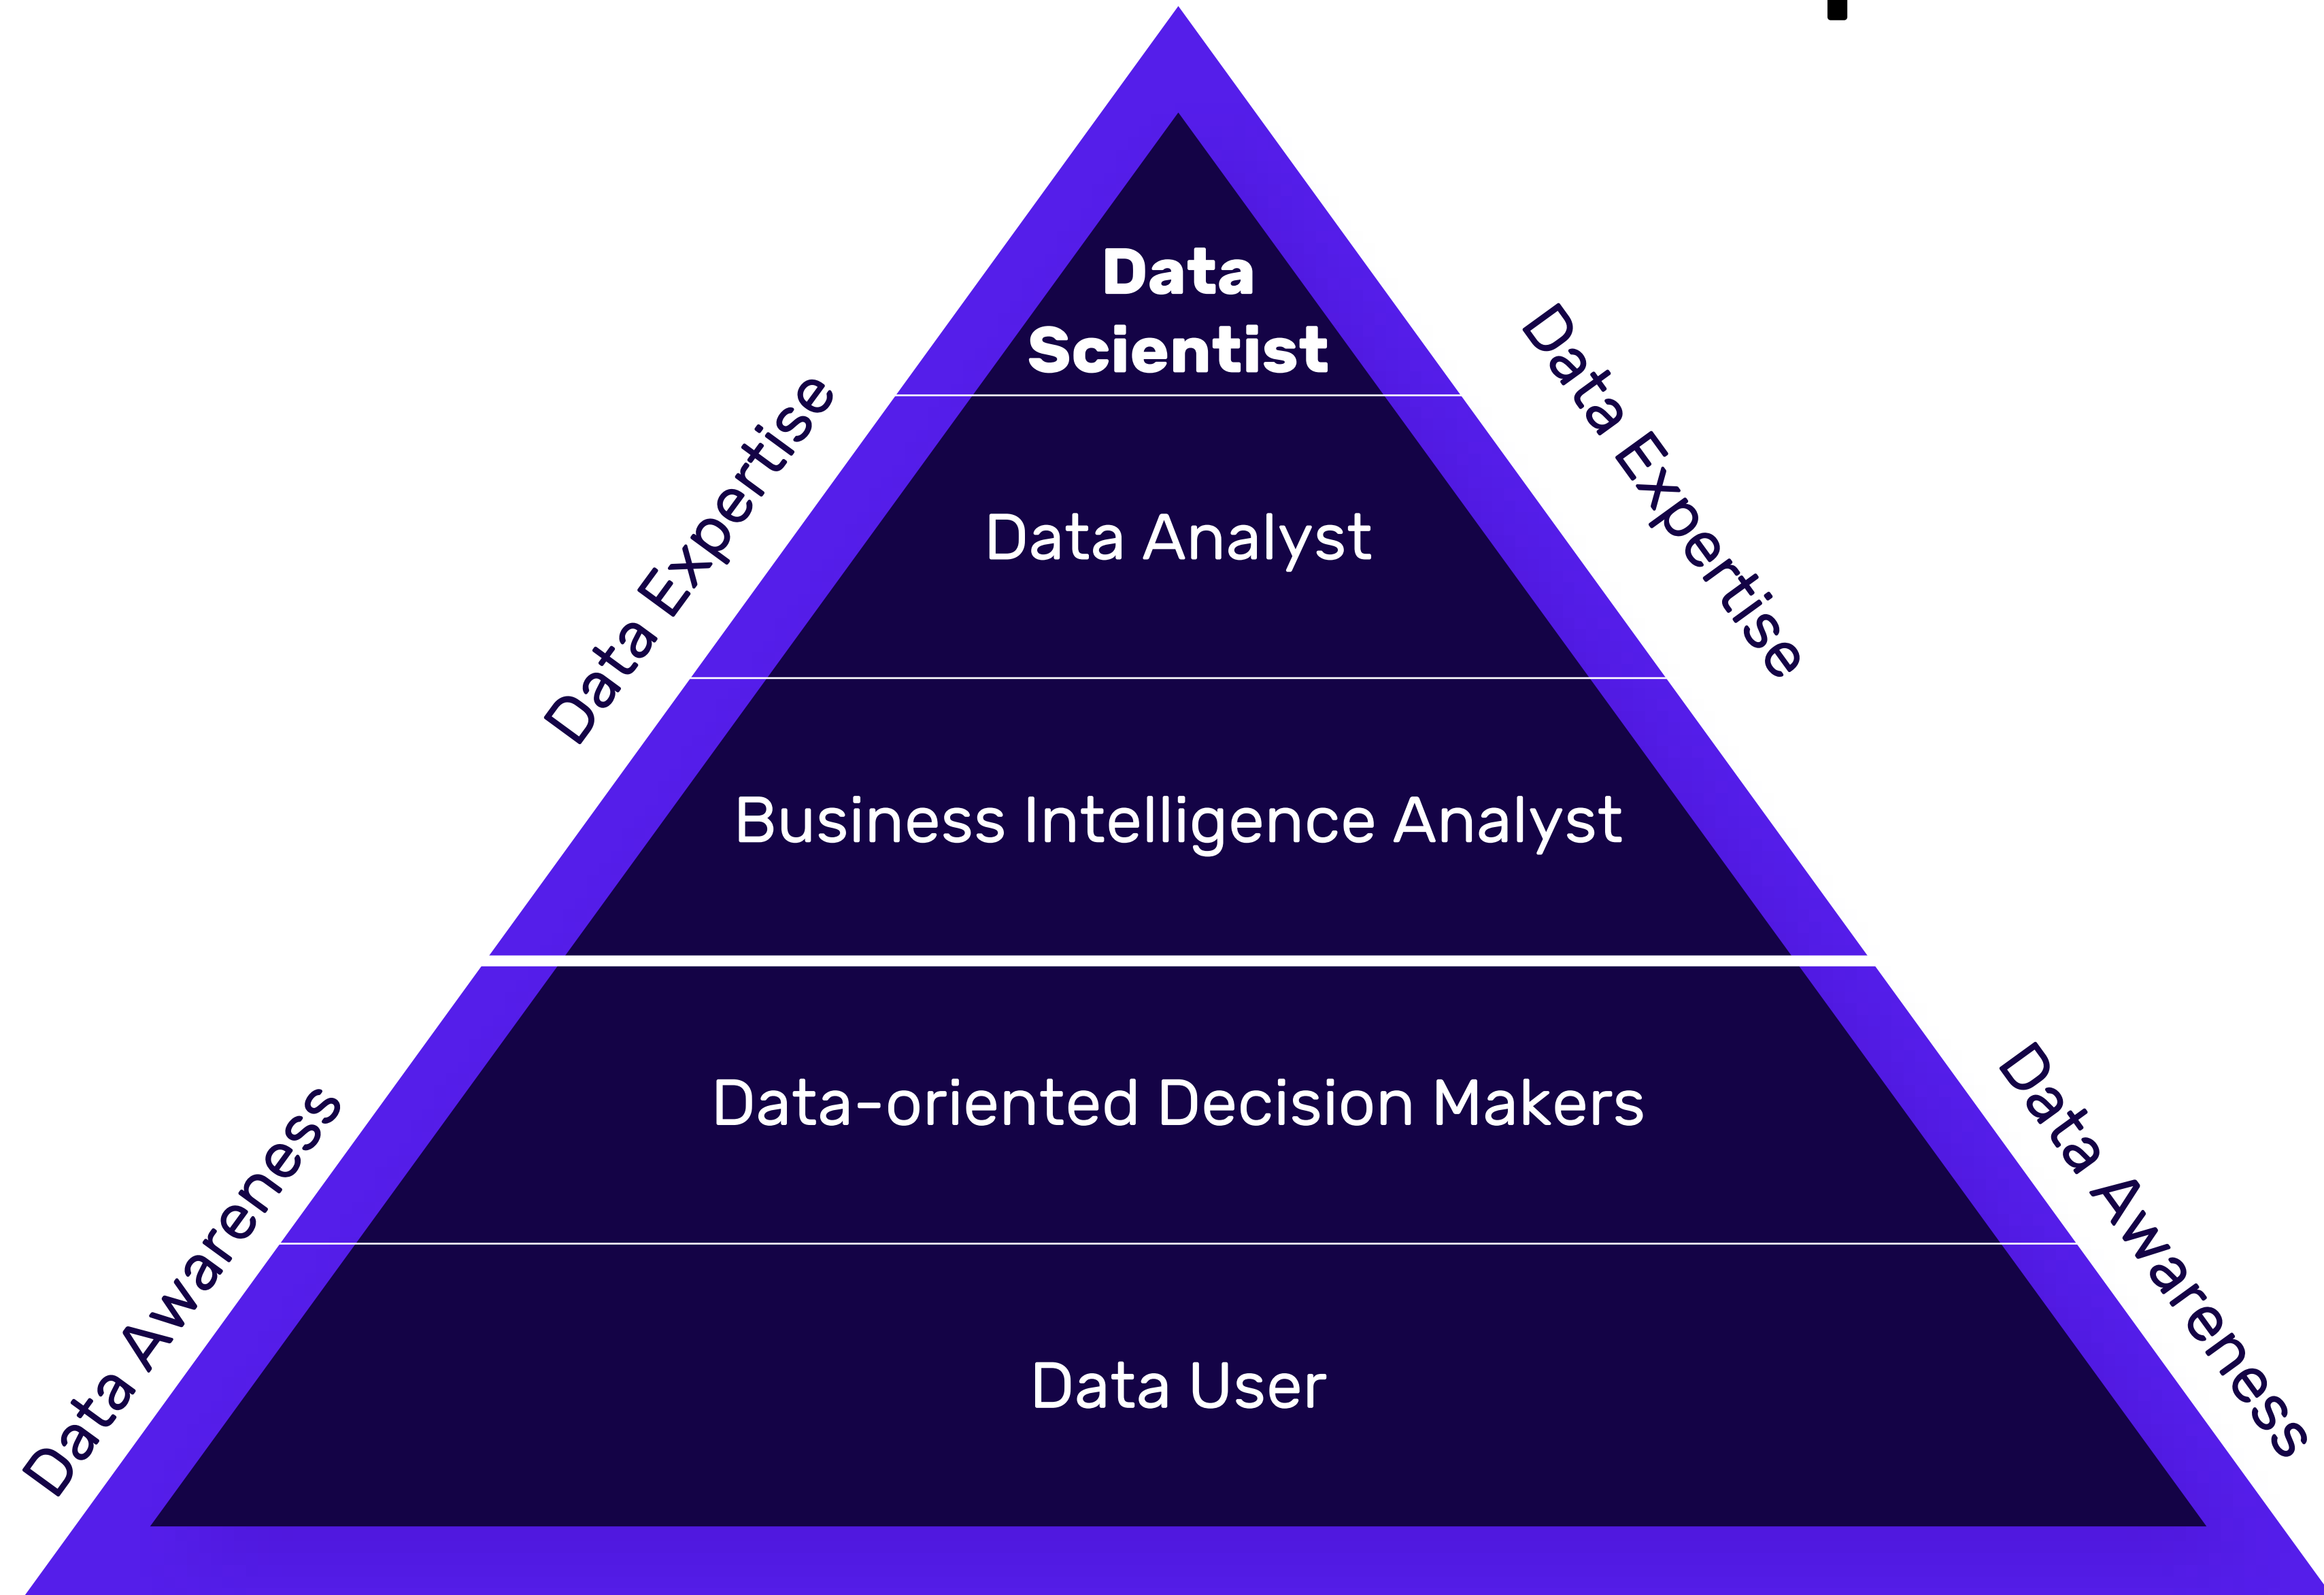 Data
Scientist
Data Expertise
Data Expertise
Data Analyst
Business Intelligence Analyst
Data-oriented Decision Makers
Data Awareness
Data Awareness
Data User